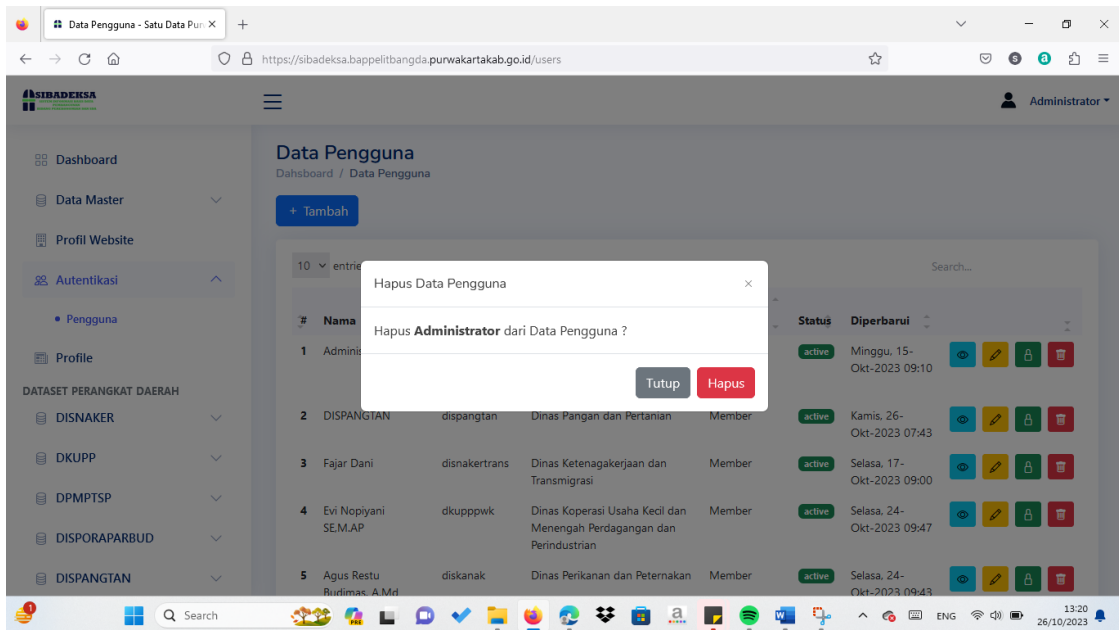 Data Pengguna - Satu Data Pur
https://sibadeksa.bappelitbangda.purwakartakab.go.id/users
SIBADEKSA
Administrator
Dashboard
Data Master
Profil Website
Autentikasi
Pengguna
Profile
DATASET PERANGKAT DAERAH
DISNAKER
DKUPP
DPMPTSP
DISPORAPARBUD
DISPANGTAN
Data Pengguna
Dahsboard / Data Pengguna
+ Tambah
10 entrie
Search...
Hapus Data Pengguna
Hapus Administrator dari Data Pengguna ?
Tutup Hapus
# Nama Status Diperbarui
1 Adminis active Minggu, 15-
Okt-2023 09:10
2 DISPANGTAN dispangtan Dinas Pangan dan Pertanian Member active Kamis, 26-
Okt-2023 07:43
3 Fajar Dani disnakertrans Dinas Ketenagakerjaan dan Member active Selasa, 17-
Transmigrasi Okt-2023 09:00
4 Evi Nopiyani dkupppwk Dinas Koperasi Usaha Kecil dan Member active Selasa, 24-
SE,M.AP Menengah Perdagangan dan Okt-2023 09:47
Perindustrian
5 Agus Restu diskanak Dinas Perikanan dan Peternakan Member active Selasa, 24-
Budimas, A.Md Okt-2023 09:43
1
Search
PRE
ENG
13:20
26/10/2023